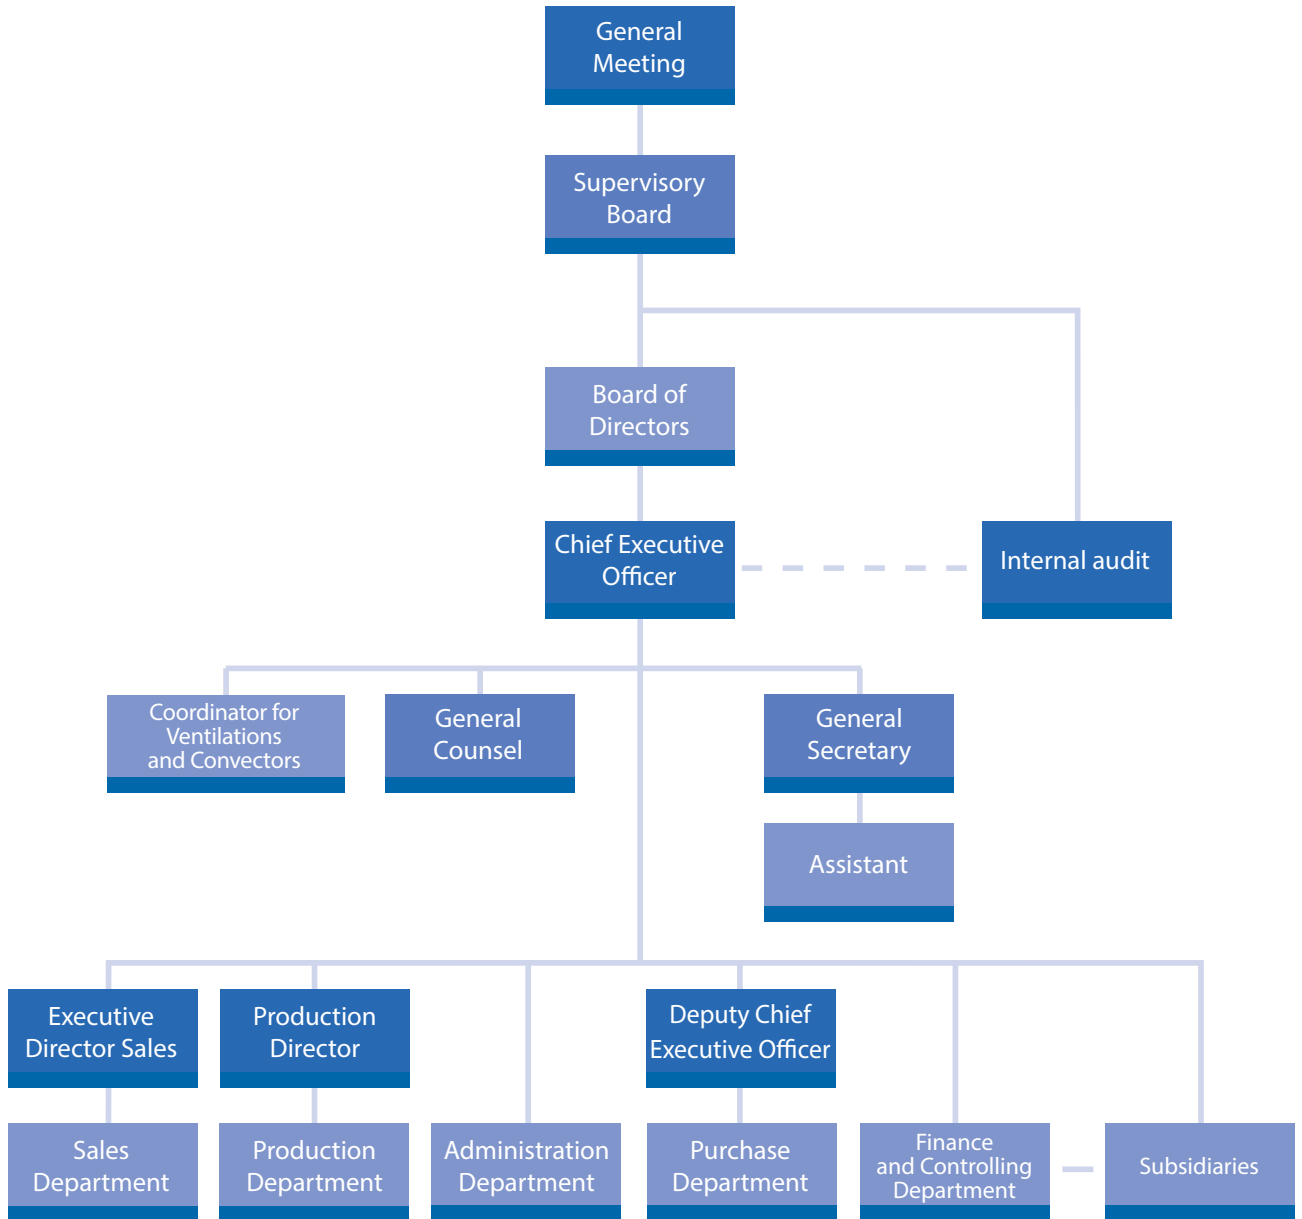 General
Meeting
Supervisory
Board
Board of
Directors
Chief Executive
Officer
Internal audit
Coordinator for
Ventilations
and Convectors
General
Counsel
General
Secretary
Assistant
Executive
Director Sales
Production
Director
Deputy Chief
Executive Officer
Sales
Department
Production
Department
Administration
Department
Purchase
Department
Finance
and Controlling
Department
Subsidiaries